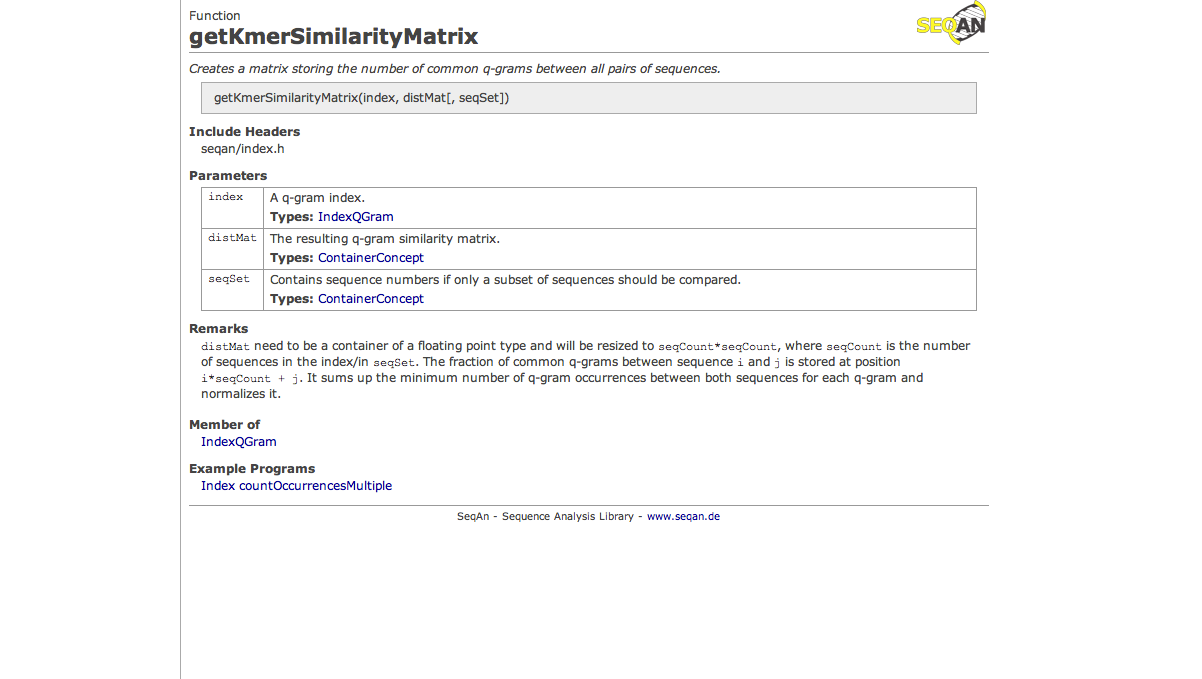 Function
getKmerSimilarityMatrix
SEQAN
Creates a matrix storing the number of common q-grams between all pairs of sequences.
getKmerSimilarityMatrix(index, distMat[, seqSet])
Include Headers
seqan/index.h
Parameters
index
A q-gram index.
Types: IndexQGram
distMat
The resulting q-gram similarity matrix.
Types: ContainerConcept
seqSet
Contains sequence numbers if only a subset of sequences should be compared.
Types: ContainerConcept
Remarks
distMat need to be a container of a floating point type and will be resized to seqCount*seqCount, where seqCount is the number
of sequences in the index/in seqSet. The fraction of common q-grams between sequence i and j is stored at position
i*seqCount + j. It sums up the minimum number of q-gram occurrences between both sequences for each q-gram and
normalizes it.
Member of
IndexQGram
Example Programs
Index countOccurrencesMultiple
SeqAn - Sequence Analysis Library - www.seqan.de